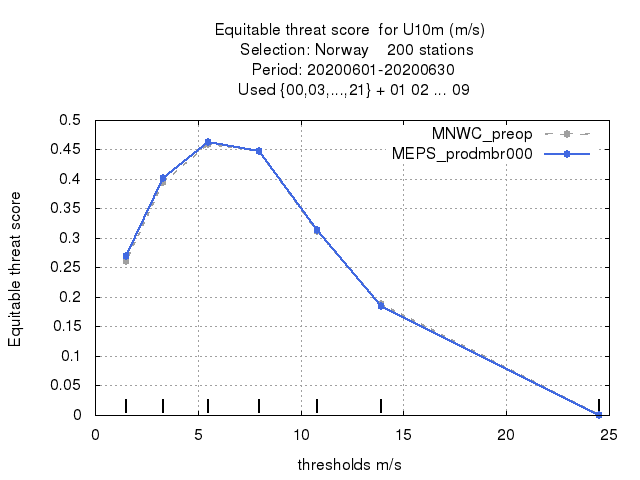 Equitable threat score for U10m (m/s)
Selection: Norway 200 stations
Period: 20200601-20200630
Used {00,03,...,21} + 01 02 ... 09
MNWC_preop
MEPS_prodmbr000
Equitable threat score
0.5
0.45
0.4
0.35
0.3
0.25
0.2
0.15
0.1
0.05
0
0 5 10 15 20 25
thresholds m/s